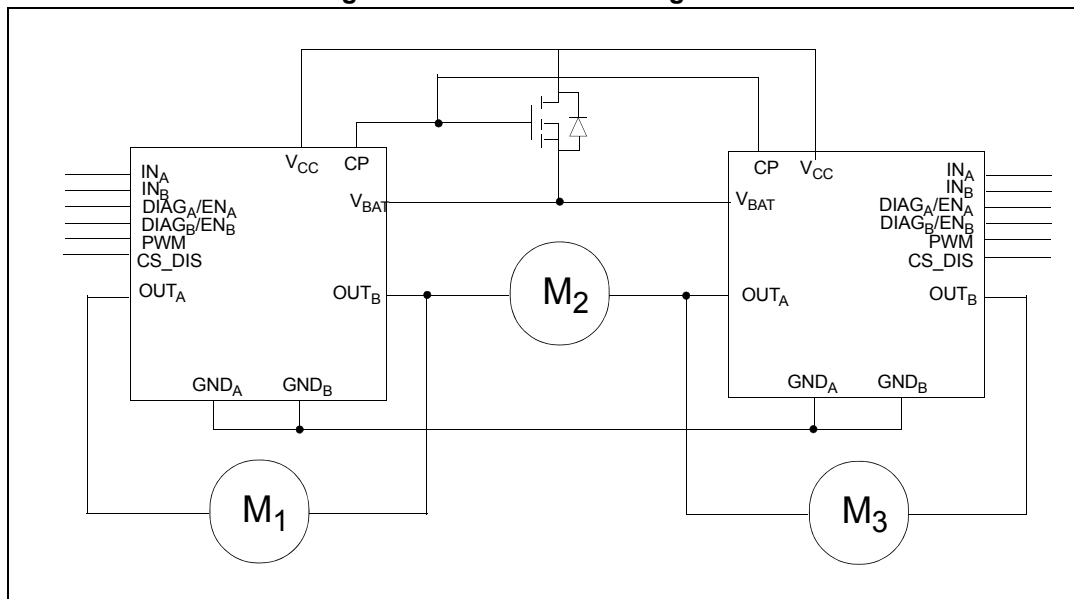 V_CC
CP
IN_A
IN_B
DIAG_A/EN_A
DIAG_B/EN_B
PWM
CS_DIS
OUT_A
V_BAT
OUT_B
GND_A
GND_B
M_2
CP
V_CC
V_BAT
IN_A
IN_B
DIAG_A/EN_A
DIAG_B/EN_B
PWM
CS_DIS
OUT_A
OUT_B
GND_A
GND_B
M_1
M_3